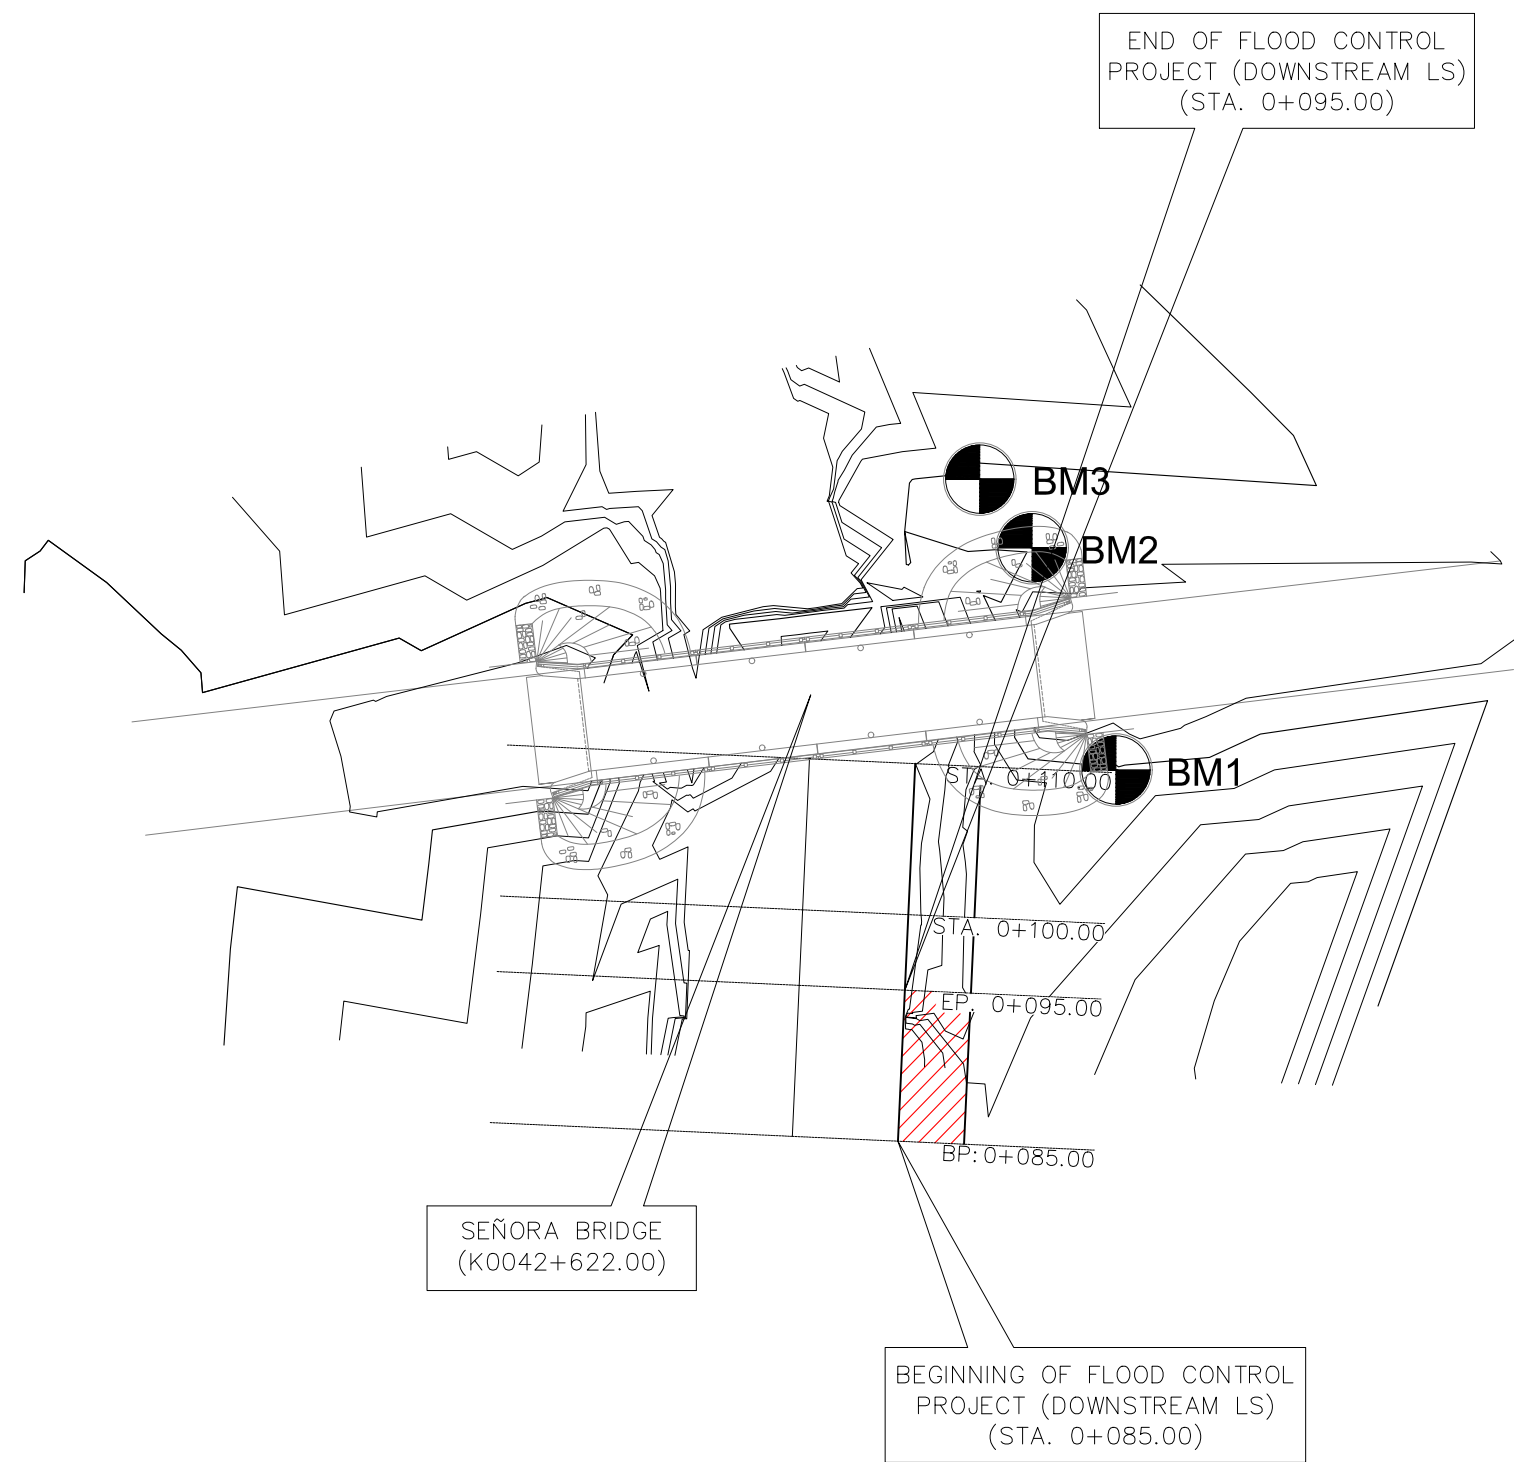 END OF FLOOD CONTROL
PROJECT (DOWNSTREAM LS)
(STA. 0+095.00)
BM3
BM2
BM1
STA. 0+110.00
STA. 0+100.00
EP. 0+095.00
BP: 0+085.00
SEÑORA BRIDGE
(K0042+622.00)
BEGINNING OF FLOOD CONTROL
PROJECT (DOWNSTREAM LS)
(STA. 0+085.00)